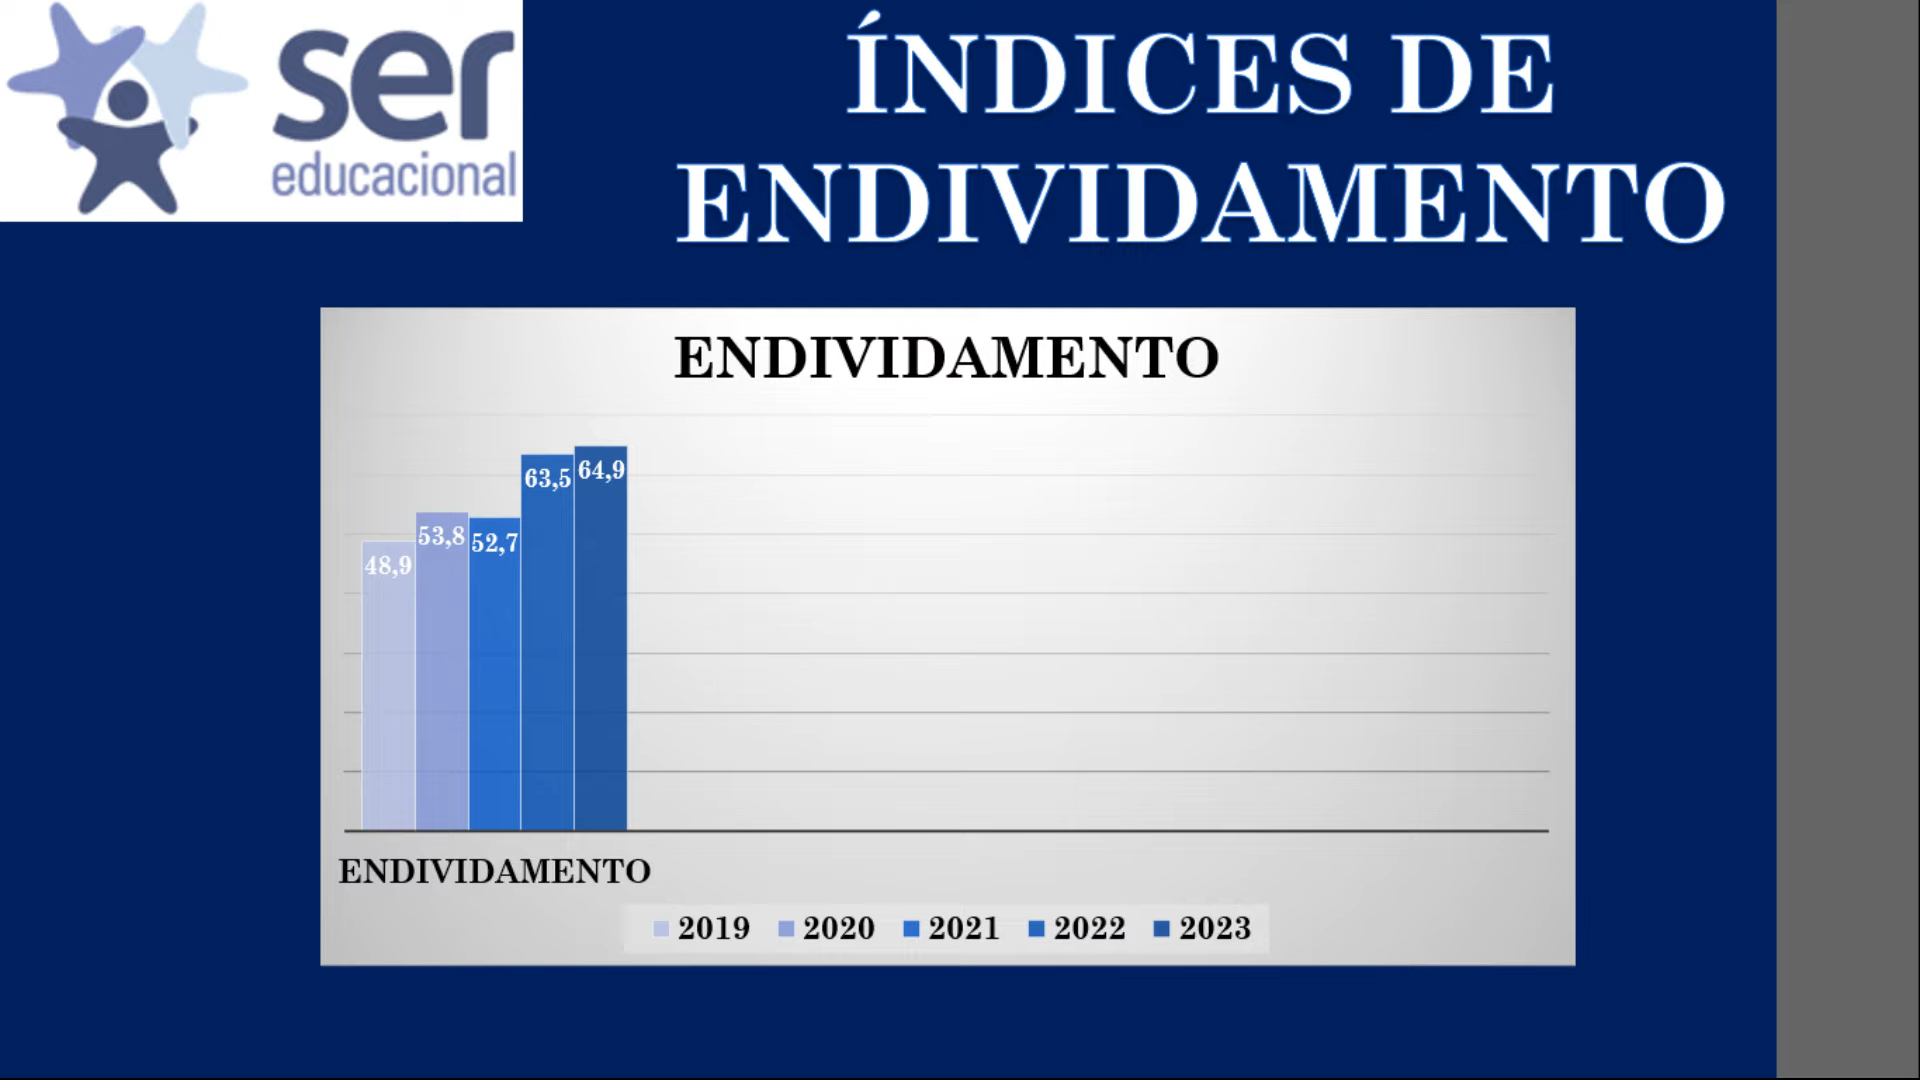 ser
educacional
ÍNDICES DE
ENDIVIDAMENTO
ENDIVIDAMENTO
48,9
53,8
52,7
63,5
64,9
ENDIVIDAMENTO
2019 2020 2021 2022 2023